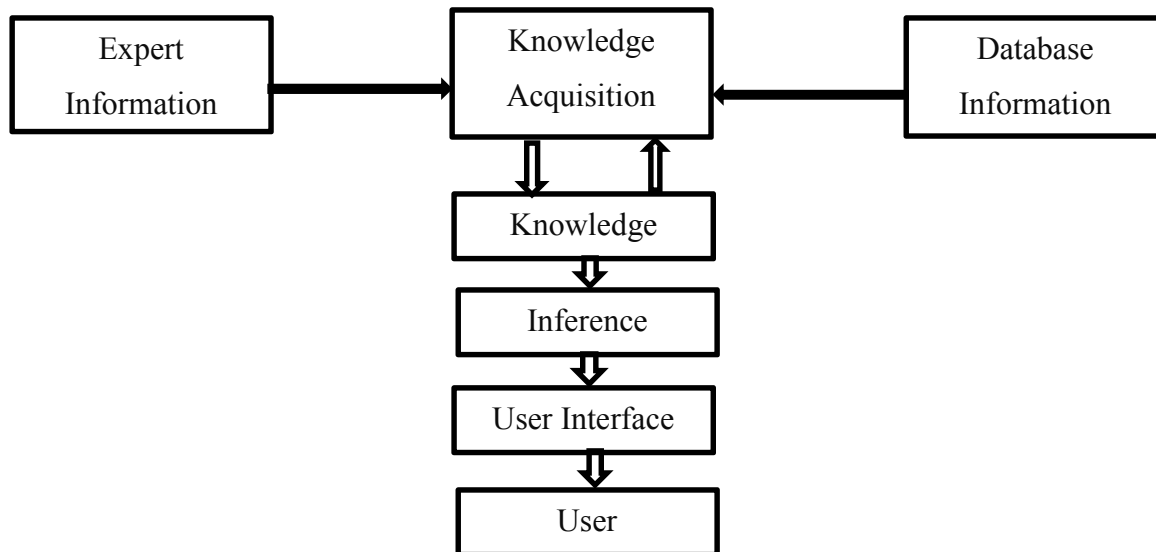 Expert
Information
Knowledge
Acquisition
Database
Information
Knowledge
Inference
User Interface
User